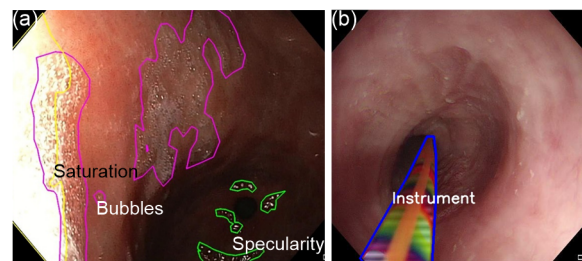 (a)
Saturation
Bubbles
Specularity
(b)
Instrument